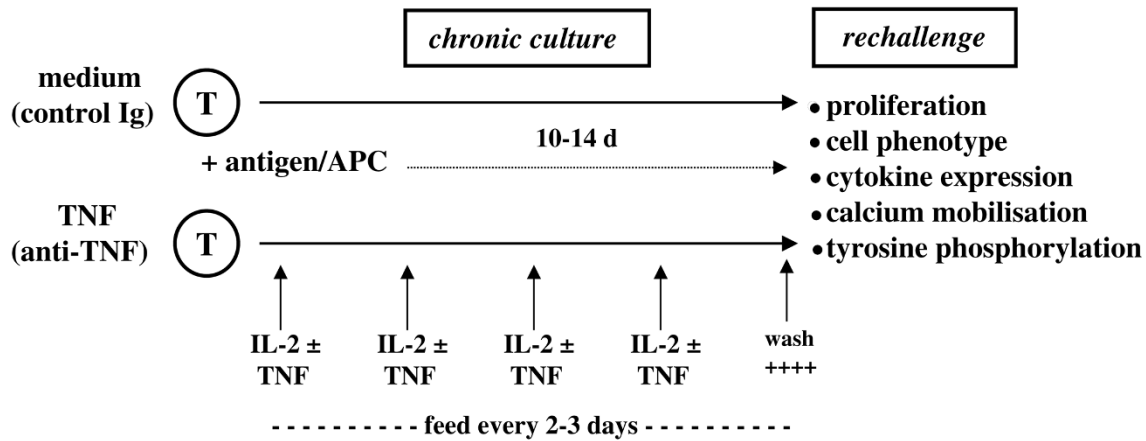 chronic culture
rechallenge
medium
(control Ig)
T
+ antigen/APC
10-14 d
TNF
(anti-TNF)
T
• proliferation
• cell phenotype
• cytokine expression
• calcium mobilisation
• tyrosine phosphorylation
IL-2 ±
TNF
IL-2 ±
TNF
IL-2 ±
TNF
IL-2 ±
TNF
wash
++++
- - - - - - - - - - feed every 2-3 days - - - - - - - - - -